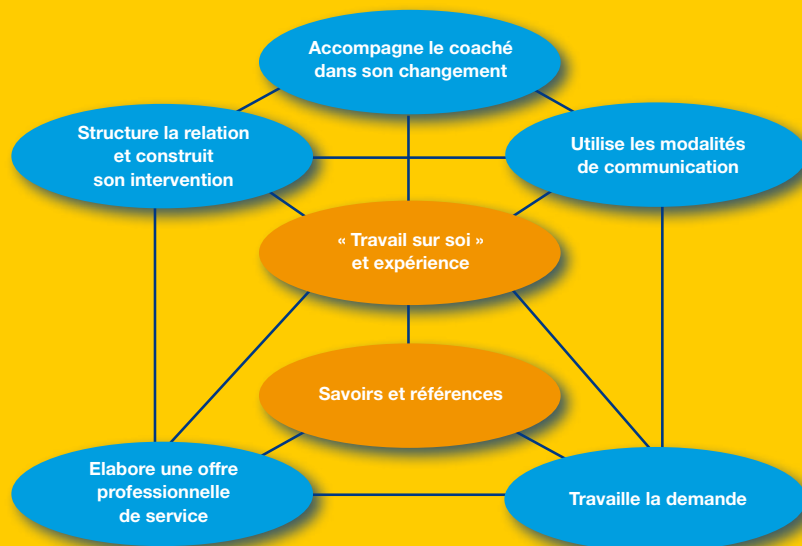 Accompagne le coaché
dans son changement
Structure la relation
et construit
son intervention
Utilise les modalités
de communication
« Travail sur soi »
et expérience
Savoirs et références
Elabore une offre
professionnelle
de service
Travaille la demande